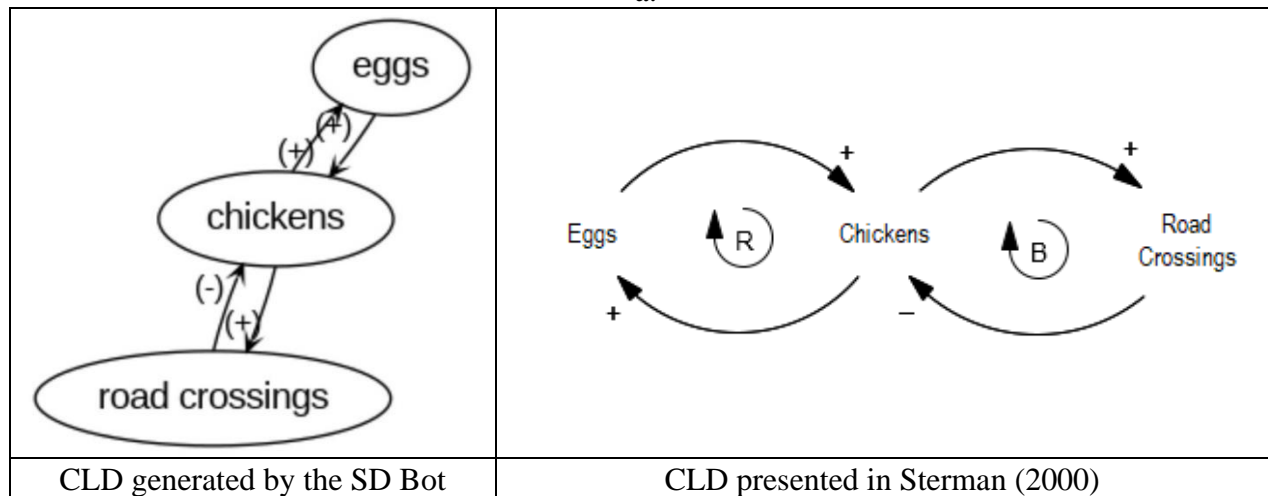 a.
eggs
(+)
(+)
chickens
(-)
(+)
road crossings
+
+
Eggs
R
Chickens
B
Road
Crossings
+
–
CLD generated by the SD Bot
CLD presented in Sterman (2000)